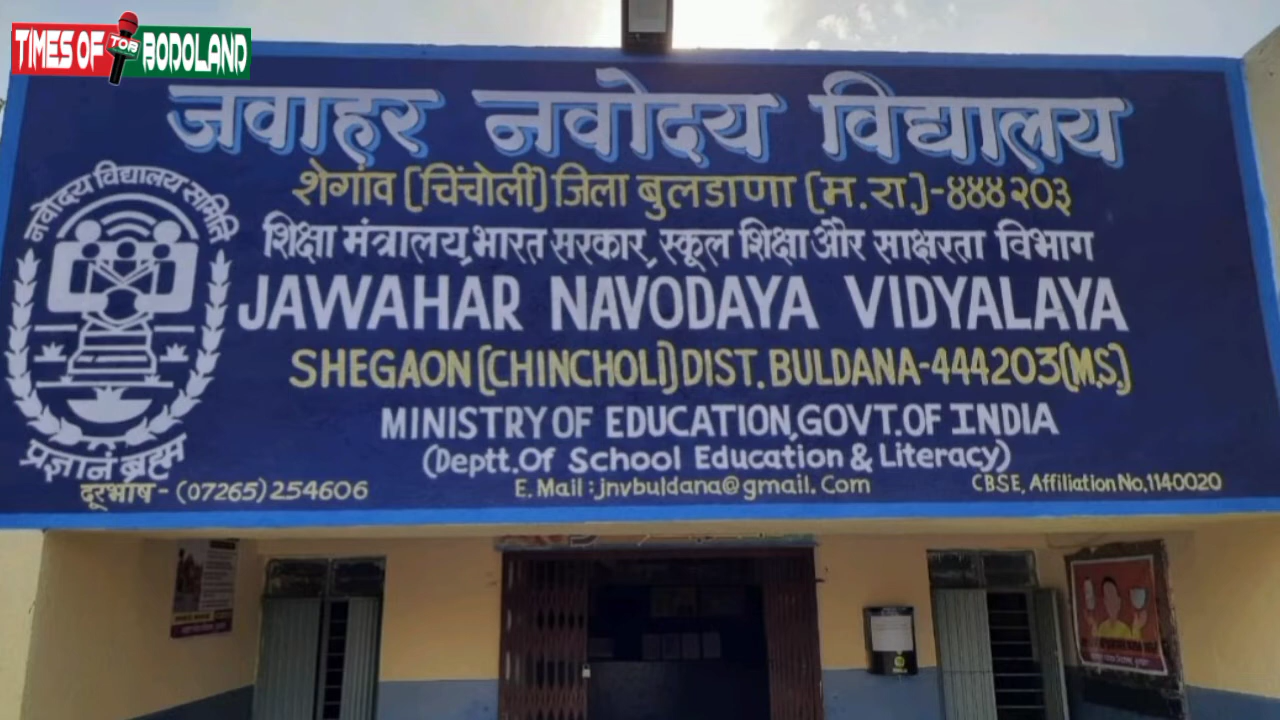 TIMES OF TOB BODOLAND
जवाहर नवोदय विद्यालय
शेगांव (चिंचोली) जिला बुलडाणा (म.रा.)-४४४२०३
शिक्षा मंत्रालय,भारत सरकार, स्कूल शिक्षा और साक्षरता विभाग
JAWAHAR NAVODAYA VIDYALAYA
SHEGAON (CHINCHOLI) DIST. BULDANA-444203(M.S.)
MINISTRY OF EDUCATION,GOVT.OF INDIA
(Deptt.Of School Education & Literacy)
नवोदय विद्यालय समिति
प्रज्ञानं ब्रह्म
दूरभाष - (07265) 254606
E.Mail : jnvbuldana@gmail. Com
CBSE, Affiliation No.1140020